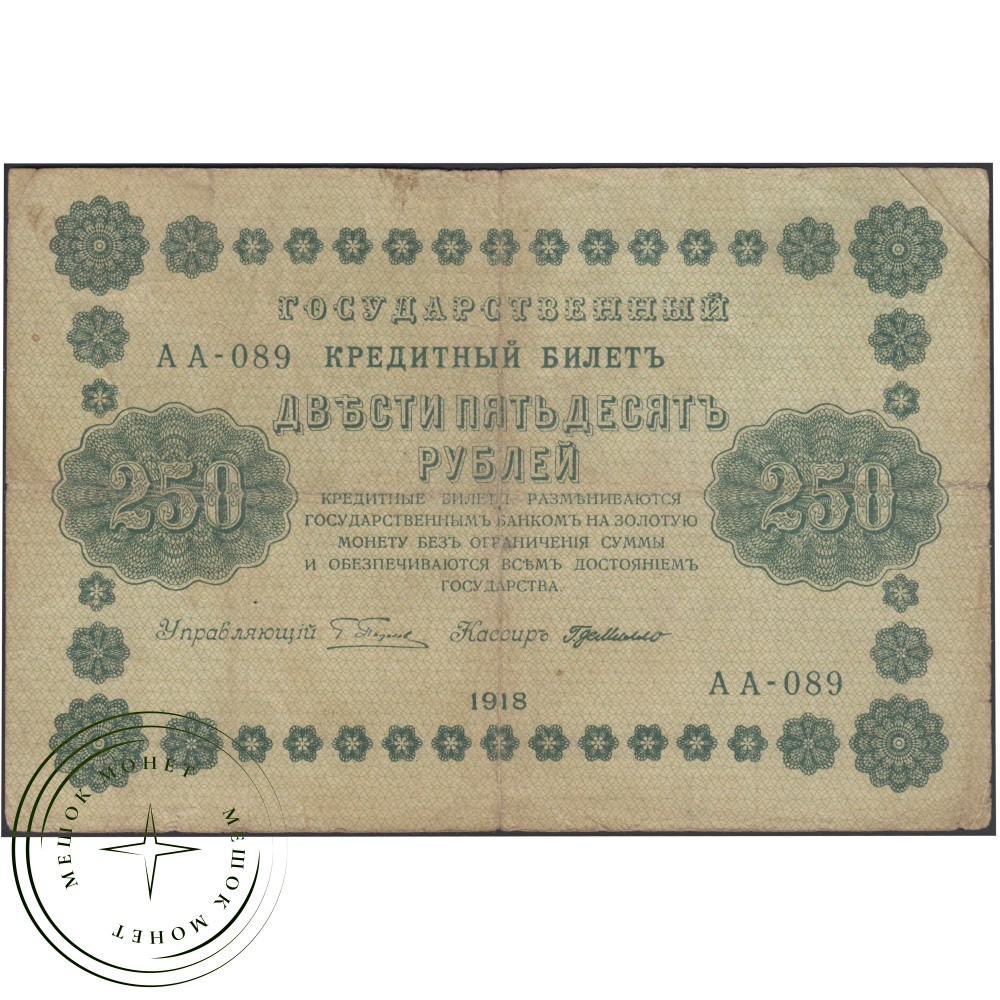 ГОСУДАРСТВЕННЫЙ
АА-089 КРЕДИТНЫЙ БИЛЕТЪ
ДВѢСТИ ПЯТЬДЕСЯТЪ
РУБЛЕЙ
250
250
КРЕДИТНЫЕ БИЛЕТЫ РАЗМѢНИВАЮТСЯ
ГОСУДАРСТВЕННЫМЪ БАНКОМЪ НА ЗОЛОТУЮ
МОНЕТУ БЕЗЪ ОГРАНИЧЕНІЯ СУММЫ
И ОБЕЗПЕЧИВАЮТСЯ ВСѢМЪ ДОСТОЯНІЕМЪ
ГОСУДАРСТВА.
Управляющій Кассиръ
АА-089
1918
МЕШОК МОНЕТ
МЕШОК МОНЕТ